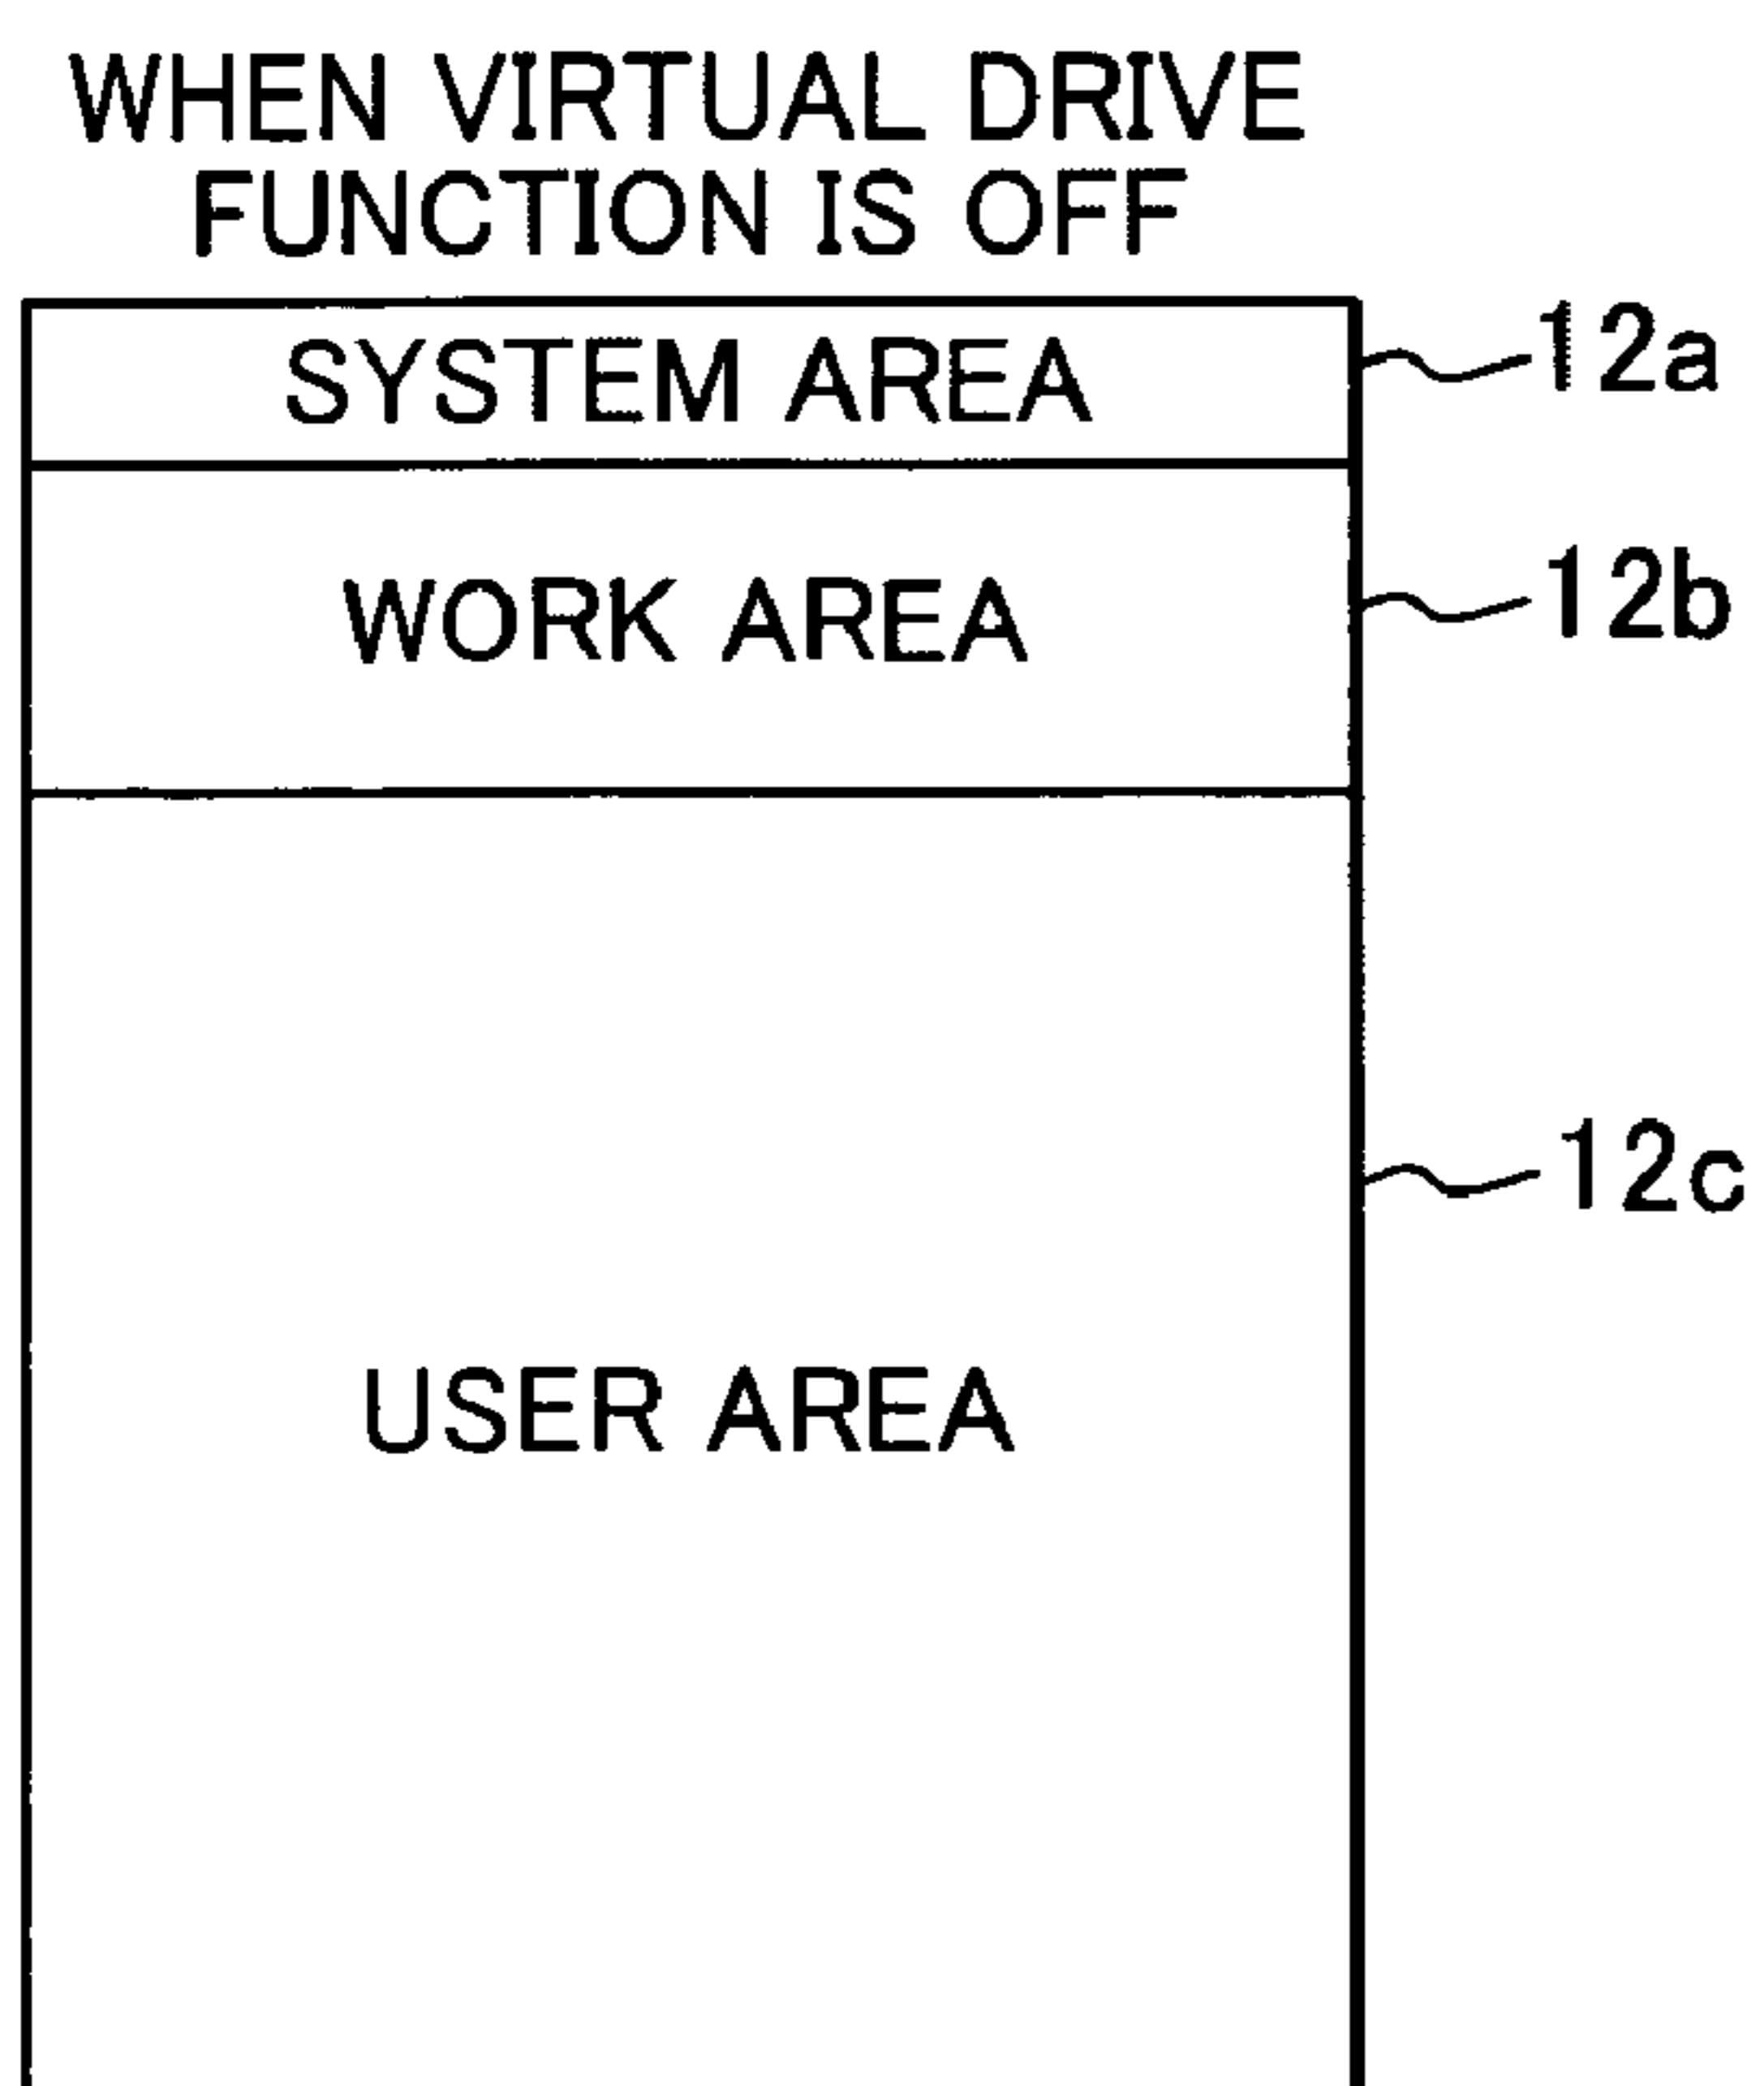 WHEN VIRTUAL DRIVE
FUNCTION IS OFF
SYSTEM AREA
12a
WORK AREA
12b
12c
USER AREA